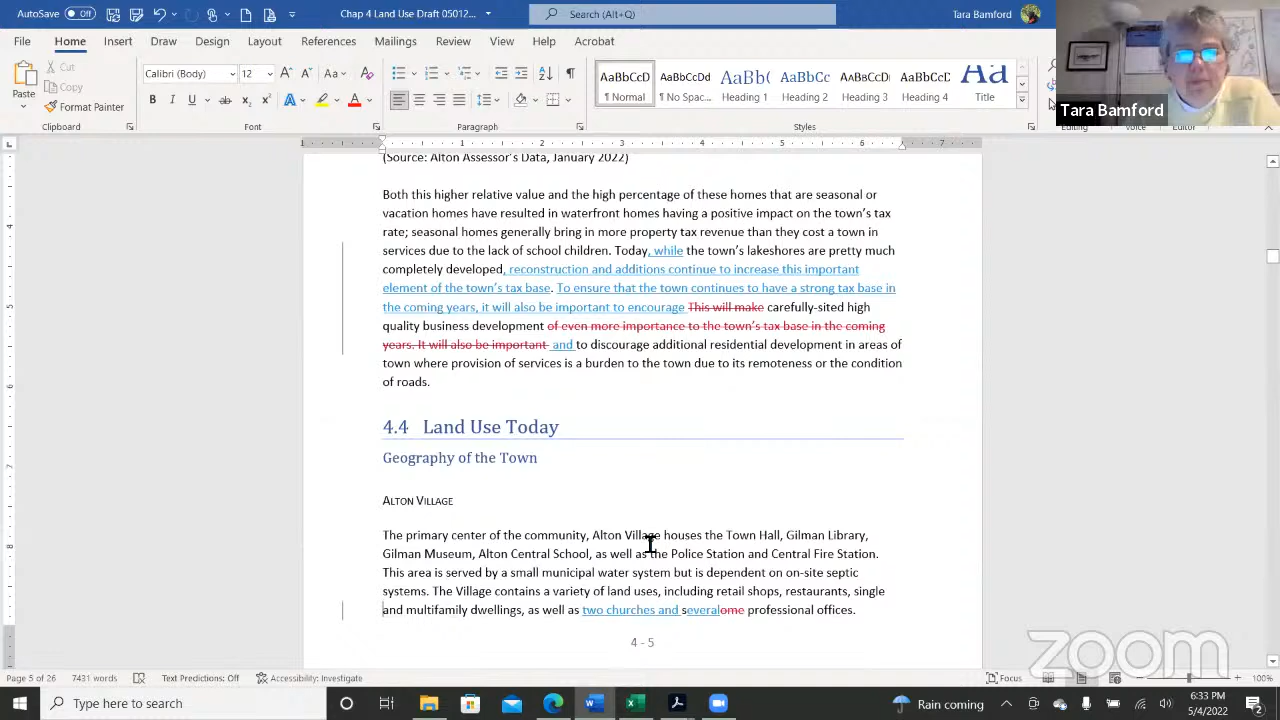 Chap 4 Land Use Today
Tara Bamford
File
Home
Insert
Draw
Design
Layout
References
Mailings
Review
View
Help
Acrobat
Paste
Cut
Copy
Format Painter
Clipboard
Calibri (Body)
12
Font
Paragraph
AaBbCcD
AaBbCcDd
AaBbC
AaBbCc
AaBbCcD
AaBbCcD
Aa
¶ Normal
¶ No Spac...
Heading 1
Heading 2
Heading 3
Heading 4
Title
Styles
Tara Bamford
(Source: Alton Assessor's Data, January 2022)
Both this higher relative value and the high percentage of these homes that are seasonal or
vacation homes have resulted in waterfront homes having a positive impact on the town's tax
rate; seasonal homes generally bring in more property tax revenue than they cost a town in
services due to the lack of school children. Today, while the town's lakeshores are pretty much
completely developed, reconstruction and additions continue to increase this important
element of the town's tax base. To ensure that the town continues to have a strong tax base in
the coming years, it will also be important to encourage This will make carefully-sited high
quality business development of even more importance to the town's tax base in the coming
years. It will also be important and to discourage additional residential development in areas of
town where provision of services is a burden to the town due to its remoteness or the condition
of roads.
4.4 Land Use Today
Geography of the Town
ALTON VILLAGE
The primary center of the community, Alton Village houses the Town Hall, Gilman Library,
Gilman Museum, Alton Central School, as well as the Police Station and Central Fire Station.
This area is served by a small municipal water system but is dependent on on-site septic
systems. The Village contains a variety of land uses, including retail shops, restaurants, single
and multifamily dwellings, as well as two churches and severalome professional offices.
4 - 5
zoom
Page 5 of 26
7431 words
Text Predictions: Off
Accessibility: Investigate
Focus
100%
Type here to search
Rain coming
6:33 PM
5/4/2022